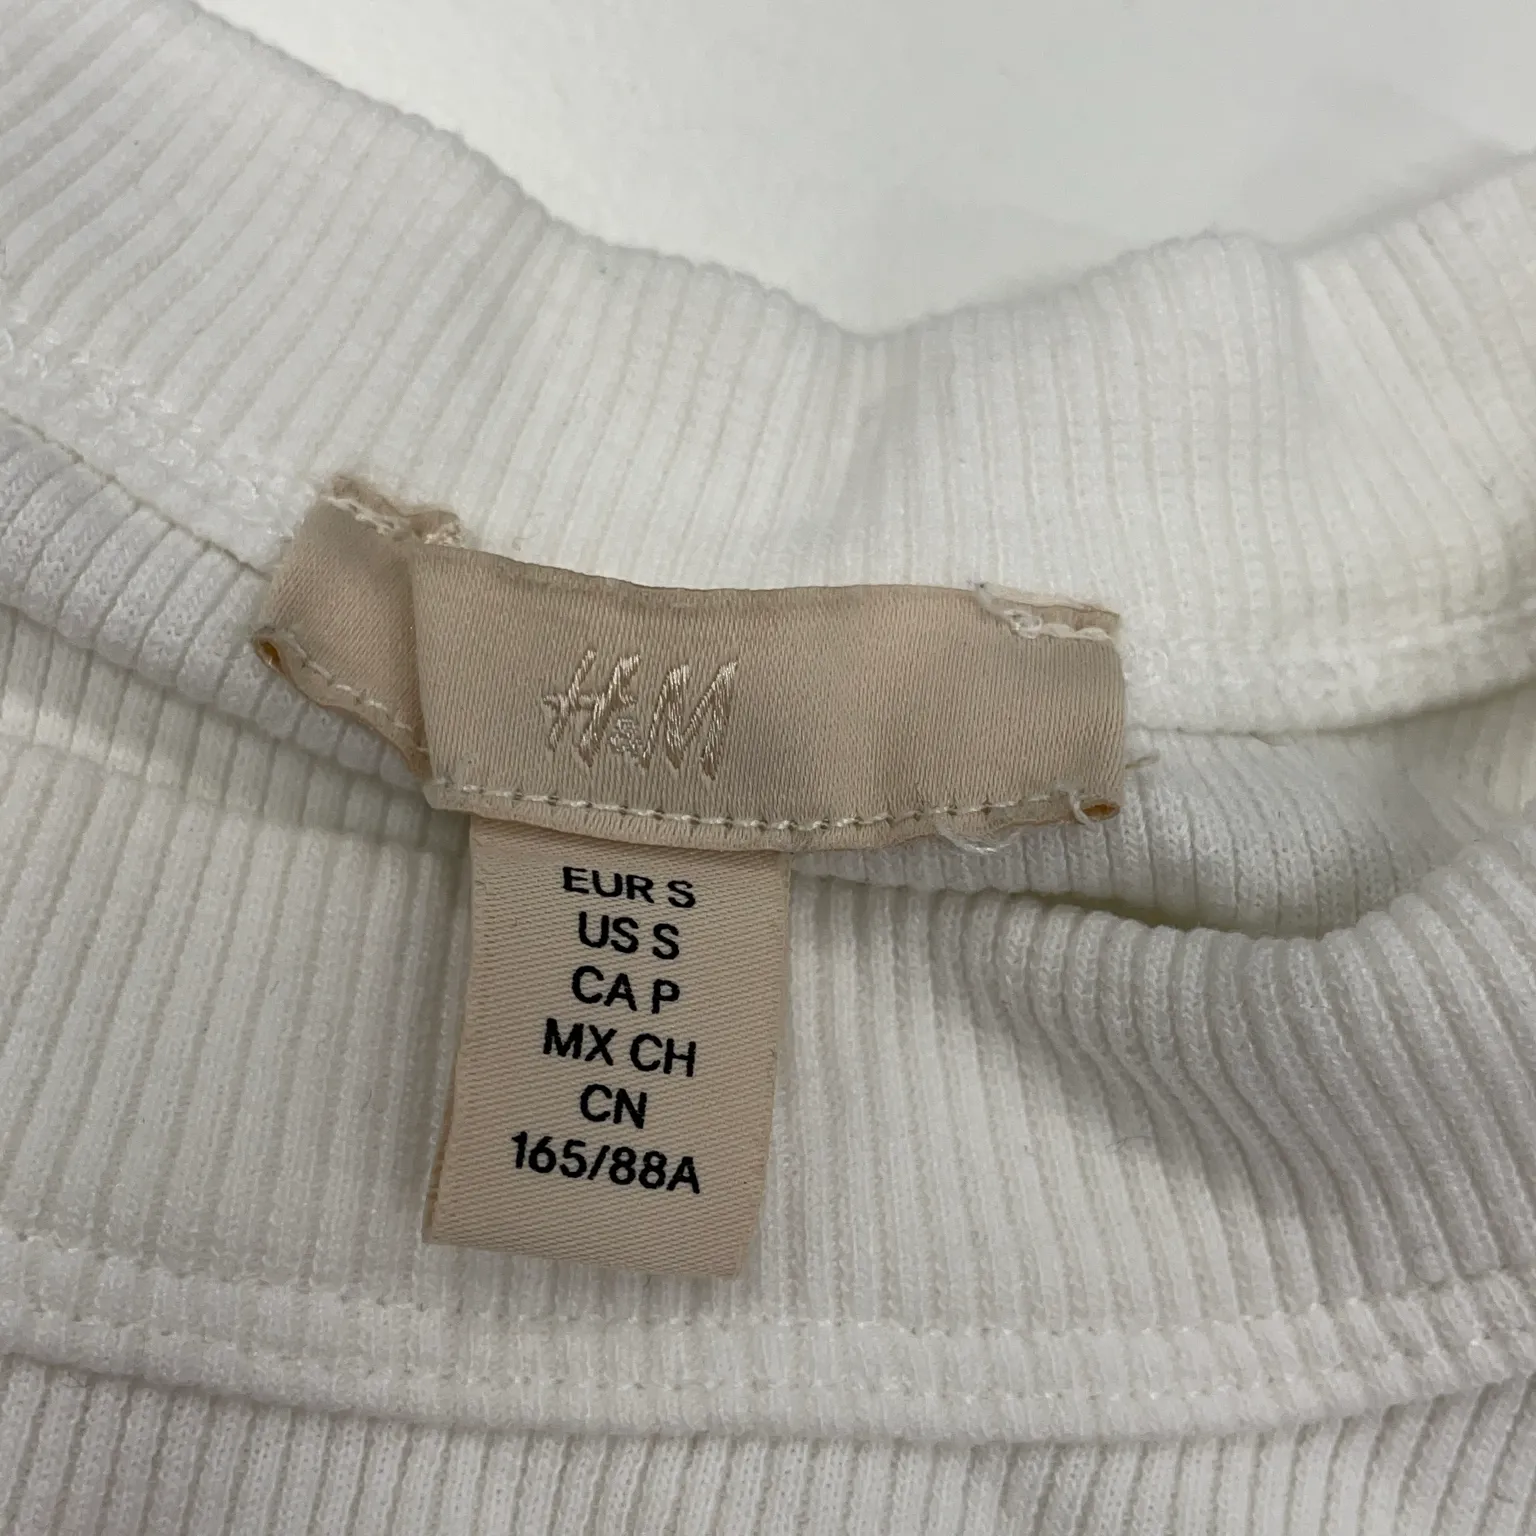 H&M
EUR S
US S
CA P
MX CH
CN
165/88A